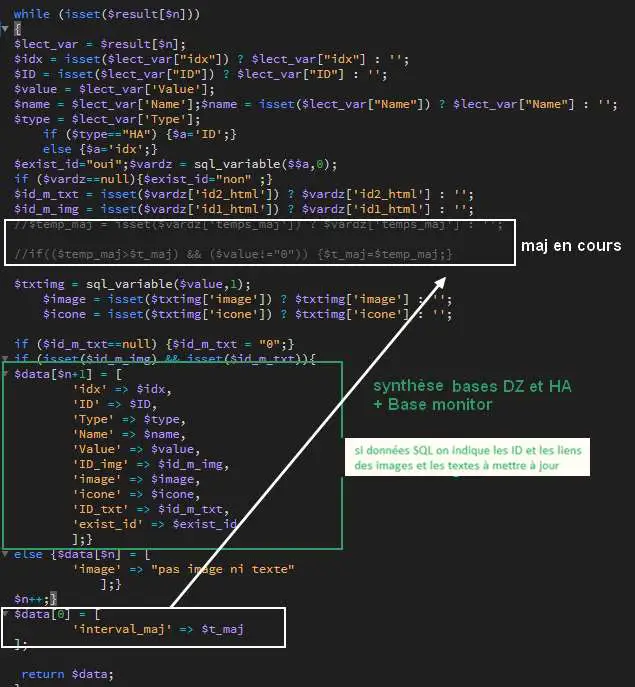 while (isset($result[$n]))
{
$lect_var = $result[$n];
$idx = isset($lect_var["idx"]) ? $lect_var["idx"] : '';
$ID = isset($lect_var["ID"]) ? $lect_var["ID"] : '';
$value = $lect_var['Value'];
$name = $lect_var['Name'];$name = isset($lect_var["Name"]) ? $lect_var["Name"] : '';
$type = $lect_var['Type'];
if ($type=="HA") {$a='ID';}
else {$a='idx';}
$exist_id="oui";$vardz = sql_variable($$a,0);
if ($vardz==null){$exist_id="non" ;}
$id_m_txt = isset($vardz['id2_html']) ? $vardz['id2_html'] : '';
$id_m_img = isset($vardz['id1_html']) ? $vardz['id1_html'] : '';
//$temp_maj = isset($vardz['temps_maj']) ? $vardz['temps_maj'] : '';
maj en cours
//if(($temp_maj>$t_maj) && ($value!="0")) {$t_maj=$temp_maj;}
$txtimg = sql_variable($value,1);
$image = isset($txtimg['image']) ? $txtimg['image'] : '';
$icone = isset($txtimg['icone']) ? $txtimg['icone'] : '';
if ($id_m_txt==null) {$id_m_txt = "0";}
if (isset($id_m_img) && isset($id_m_txt)){
$data[$n+1] = [
'idx' => $idx,
'ID' => $ID,
'Type' => $type,
'Name' => $name,
'Value' => $value,
'ID_img' => $id_m_img,
'image' => $image,
'icone' => $icone,
'ID_txt' => $id_m_txt,
'exist_id' => $exist_id
];}
synthèse bases DZ et HA
+ Base monitor
si données SQL on indique les ID et les liens
des images et les textes à mettre à jour
else {$data[$n] = [
'image' => "pas image ni texte"
];}
$n++;}
$data[0] = [
'interval_maj' => $t_maj
];
return $data;